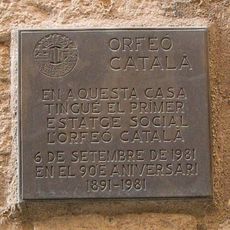 ORFEÓ
CATALÀ
EN AQUESTA CASA
TINGUÉ EL PRIMER
ESTATGE SOCIAL
L'ORFEÓ CATALÀ
6 DE SETEMBRE DE 1981
EN EL 90È ANIVERSARI
1891-1981